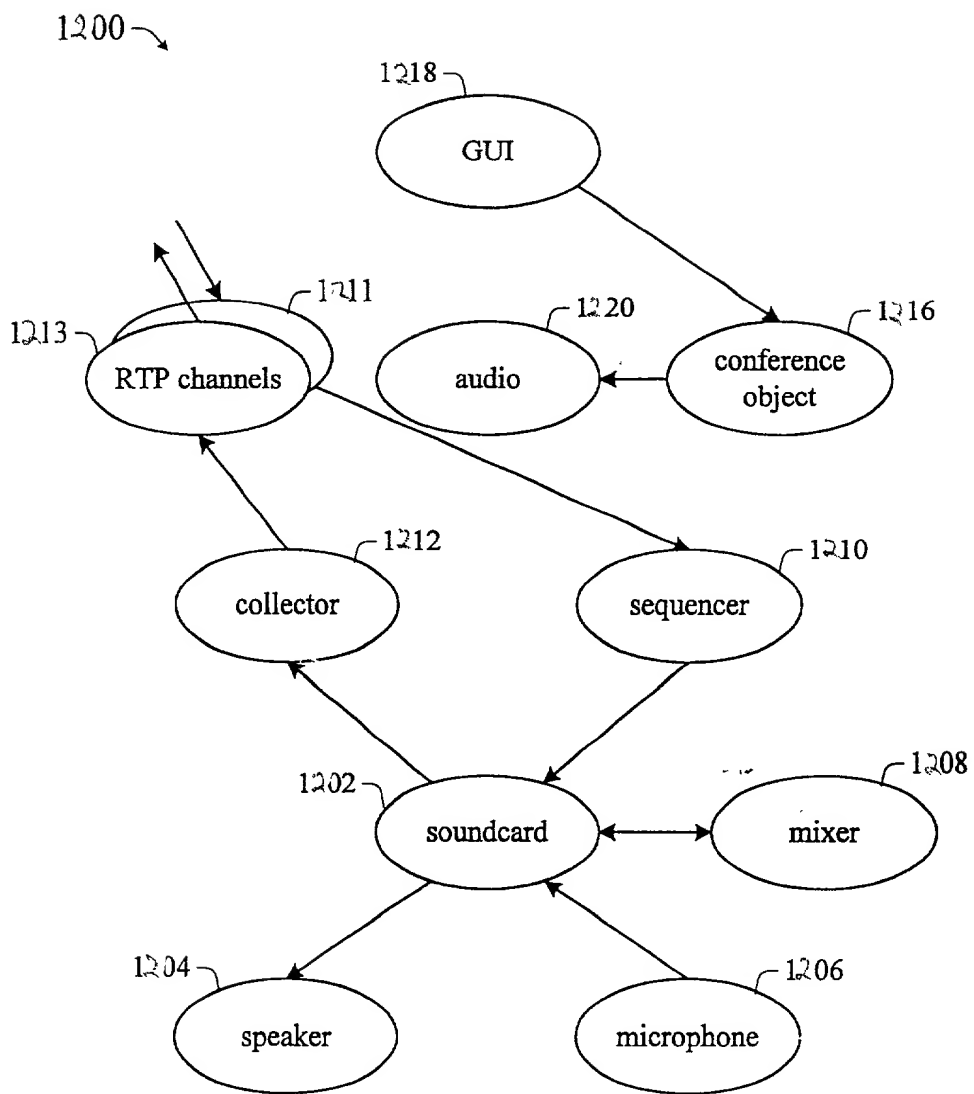 1200
1218
GUI
1211
1213
RTP channels
1220
audio
1216
conference
object
1212
collector
1210
sequencer
1202
soundcard
1208
mixer
1204
speaker
1206
microphone